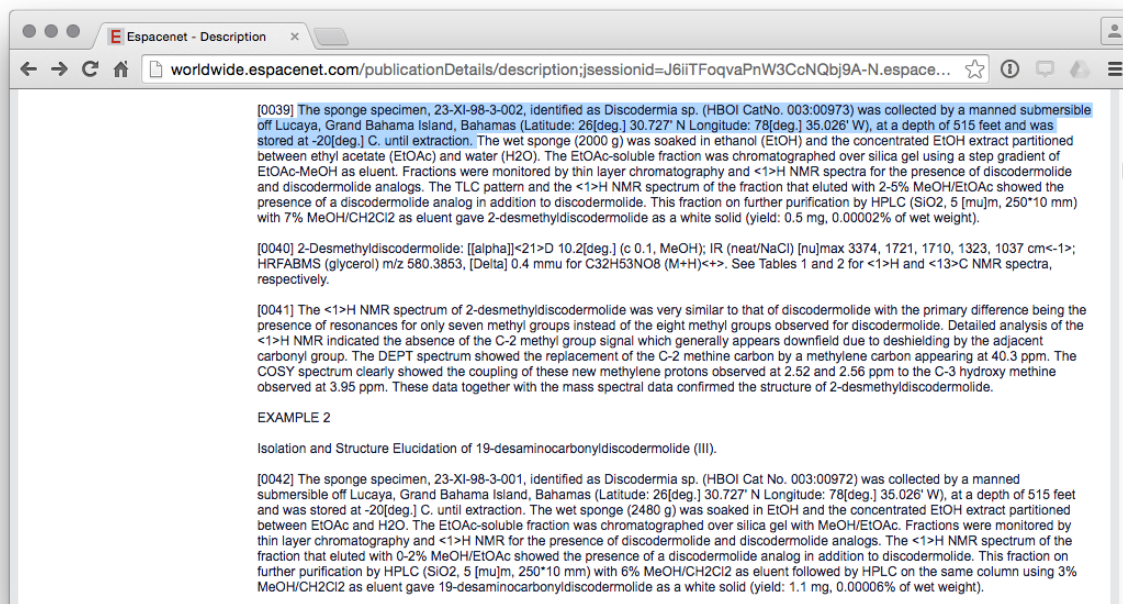 Espacenet - Description
worldwide.espacenet.com/publicationDetails/description;jsessionid=J6iiTFoqvaPnW3CcNQbj9A-N.espace...
[0039] The sponge specimen, 23-XI-98-3-002, identified as Discodermia sp. (HBOI CatNo. 003:00973) was collected by a manned submersible
off Lucaya, Grand Bahama Island, Bahamas (Latitude: 26[deg.] 30.727' N Longitude: 78[deg.] 35.026' W), at a depth of 515 feet and was
stored at -20[deg.] C. until extraction. The wet sponge (2000 g) was soaked in ethanol (EtOH) and the concentrated EtOH extract partitioned
between ethyl acetate (EtOAc) and water (H2O). The EtOAc-soluble fraction was chromatographed over silica gel using a step gradient of
EtOAc-MeOH as eluent. Fractions were monitored by thin layer chromatography and <1>H NMR spectra for the presence of discodermolide
and discodermolide analogs. The TLC pattern and the <1>H NMR spectrum of the fraction that eluted with 2-5% MeOH/EtOAc showed the
presence of a discodermolide analog in addition to discodermolide. This fraction on further purification by HPLC (SiO2, 5 [mu]m, 250*10 mm)
with 7% MeOH/CH2Cl2 as eluent gave 2-desmethyldiscodermolide as a white solid (yield: 0.5 mg, 0.00002% of wet weight).
[0040] 2-Desmethyldiscodermolide: [[alpha]]<21>D 10.2[deg.] (c 0.1, MeOH); IR (neat/NaCl) [nu]max 3374, 1721, 1710, 1323, 1037 cm<-1>;
HRFABMS (glycerol) m/z 580.3853, [Delta] 0.4 mmu for C32H53NO8 (M+H)<+>. See Tables 1 and 2 for <1>H and <13>C NMR spectra,
respectively.
[0041] The <1>H NMR spectrum of 2-desmethyldiscodermolide was very similar to that of discodermolide with the primary difference being the
presence of resonances for only seven methyl groups instead of the eight methyl groups observed for discodermolide. Detailed analysis of the
<1>H NMR indicated the absence of the C-2 methyl group signal which generally appears downfield due to deshielding by the adjacent
carbonyl group. The DEPT spectrum showed the replacement of the C-2 methine carbon by a methylene carbon appearing at 40.3 ppm. The
COSY spectrum clearly showed the coupling of these new methylene protons observed at 2.52 and 2.56 ppm to the C-3 hydroxy methine
observed at 3.95 ppm. These data together with the mass spectral data confirmed the structure of 2-desmethyldiscodermolide.
EXAMPLE 2
Isolation and Structure Elucidation of 19-desaminocarbonyldiscodermolide (III).
[0042] The sponge specimen, 23-XI-98-3-001, identified as Discodermia sp. (HBOI Cat No. 003:00972) was collected by a manned
submersible off Lucaya, Grand Bahama Island, Bahamas (Latitude: 26[deg.] 30.727' N Longitude: 78[deg.] 35.026' W), at a depth of 515 feet
and was stored at -20[deg.] C. until extraction. The wet sponge (2480 g) was soaked in EtOH and the concentrated EtOH extract partitioned
between EtOAc and H2O. The EtOAc-soluble fraction was chromatographed over silica gel with MeOH/EtOAc. Fractions were monitored by
thin layer chromatography and <1>H NMR for the presence of discodermolide and discodermolide analogs. The <1>H NMR spectrum of the
fraction that eluted with 0-2% MeOH/EtOAc showed the presence of a discodermolide analog in addition to discodermolide. This fraction on
further purification by HPLC (SiO2, 5 [mu]m, 250*10 mm) with 6% MeOH/CH2Cl2 as eluent followed by HPLC on the same column using 3%
MeOH/CH2Cl2 as eluent gave 19-desaminocarbonyldiscodermolide as a white solid (yield: 1.1 mg, 0.00006% of wet weight).